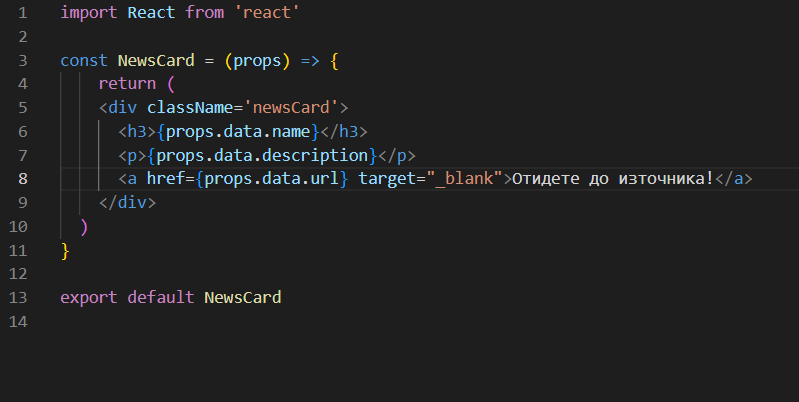 1 import React from 'react'
2
3 const NewsCard = (props) => {
4 return (
5 <div className='newsCard'>
6 <h3>{props.data.name}</h3>
7 <p>{props.data.description}</p>
8 <a href={props.data.url} target="_blank">Отидете до източника!</a>
9 </div>
10 )
11 }
12
13 export default NewsCard
14